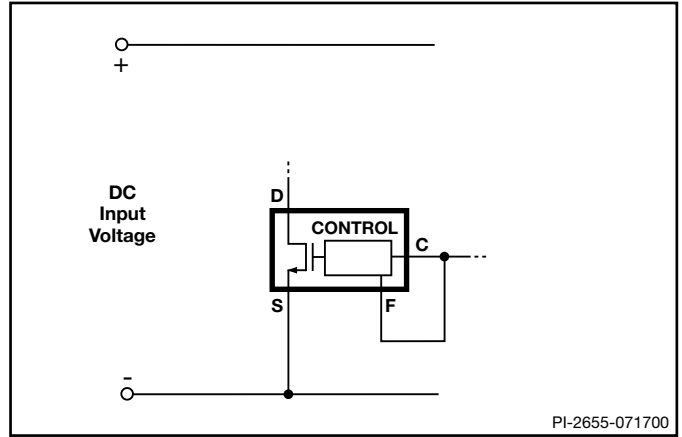 +
DC
Input
Voltage
D
CONTROL
C
S
F
-
PI-2655-071700